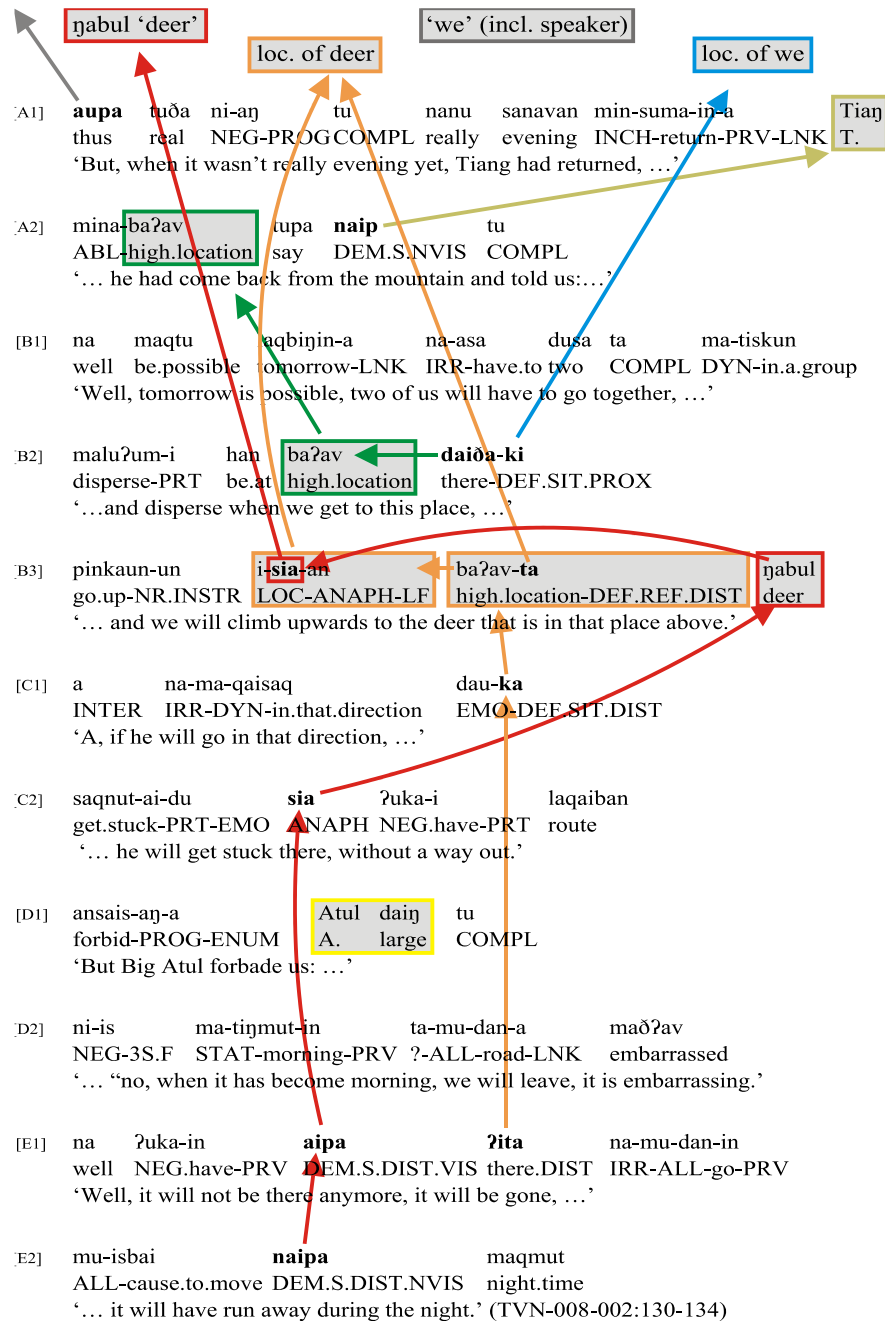 ŋabul ‘deer’ ‘we’ (incl. speaker)
loc. of deer loc. of we
[A1] aupa tuða ni-aŋ tu nanu sanavan min-suma-in-a Tiaŋ
thus real NEG-PROG COMPL really evening INCH-return-PRV-LNK T.
‘But, when it wasn’t really evening yet, Tiang had returned, …’
[A2] mina-baʔav tupa naip tu
ABL-high.location say DEM.S.NVIS COMPL
‘… he had come back from the mountain and told us:…’
[B1] na maqtu taqbiŋin-a na-asa dusa ta ma-tiskun
well be.possible tomorrow-LNK IRR-have.to two COMPL DYN-in.a.group
‘Well, tomorrow is possible, two of us will have to go together, …’
[B2] maluʔum-i han baʔav daiða-ki
disperse-PRT be.at high.location there-DEF.SIT.PROX
‘…and disperse when we get to this place, …’
[B3] pinkaun-un i-sia-an baʔav-ta ŋabul
go.up-NR.INSTR LOC-ANAPH-LF high.location-DEF.REF.DIST deer
‘… and we will climb upwards to the deer that is in that place above.’
[C1] a na-ma-qaisaq dau-ka
INTER IRR-DYN-in.that.direction EMO-DEF.SIT.DIST
‘A, if he will go in that direction, …’
[C2] saqnut-ai-du sia ʔuka-i laqaiban
get.stuck-PRT-EMO ANAPH NEG.have-PRT route
‘… he will get stuck there, without a way out.’
[D1] ansais-aŋ-a Atul daiŋ tu
forbid-PROG-ENUM A. large COMPL
‘But Big Atul forbade us: …’
[D2] ni-is ma-tiŋmut-in ta-mu-dan-a maðʔav
NEG-3S.F STAT-morning-PRV ?-ALL-road-LNK embarrassed
‘… “no, when it has become morning, we will leave, it is embarrassing.’
[E1] na ʔuka-in aipa ʔita na-mu-dan-in
well NEG.have-PRV DEM.S.DIST.VIS there.DIST IRR-ALL-go-PRV
‘Well, it will not be there anymore, it will be gone, …’
[E2] mu-isbai naipa maqmut
ALL-cause.to.move DEM.S.DIST.NVIS night.time
‘… it will have run away during the night.’ (TVN-008-002:130-134)